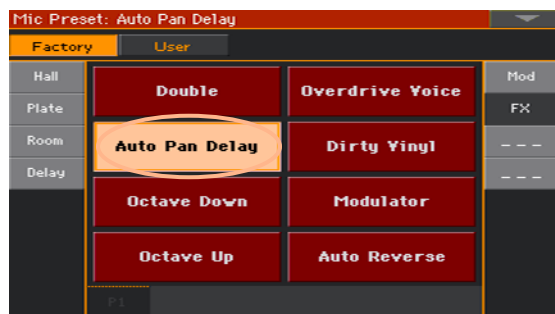 Mic Preset: Auto Pan Delay
Factory User
Hall Double Overdrive Voice Mod
Plate FX
Room Auto Pan Delay Dirty Vinyl - - -
Delay - - -
Octave Down Modulator
Octave Up Auto Reverse
P1